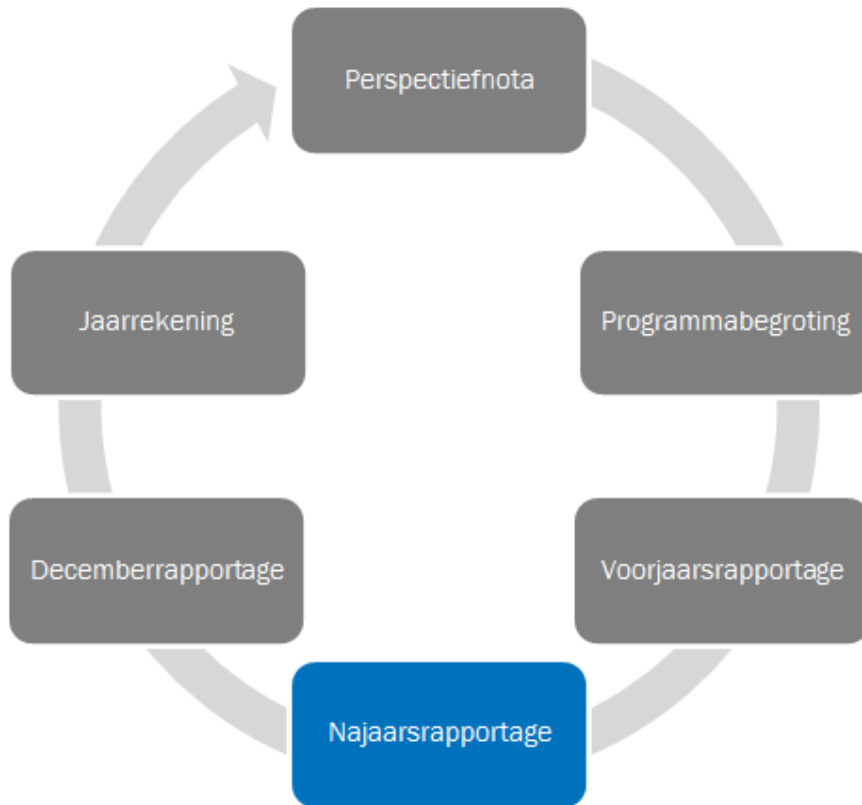 Perspectiefnota
Programmabegroting
Voorjaarsrapportage
Najaarsrapportage
Decemberrapportage
Jaarrekening